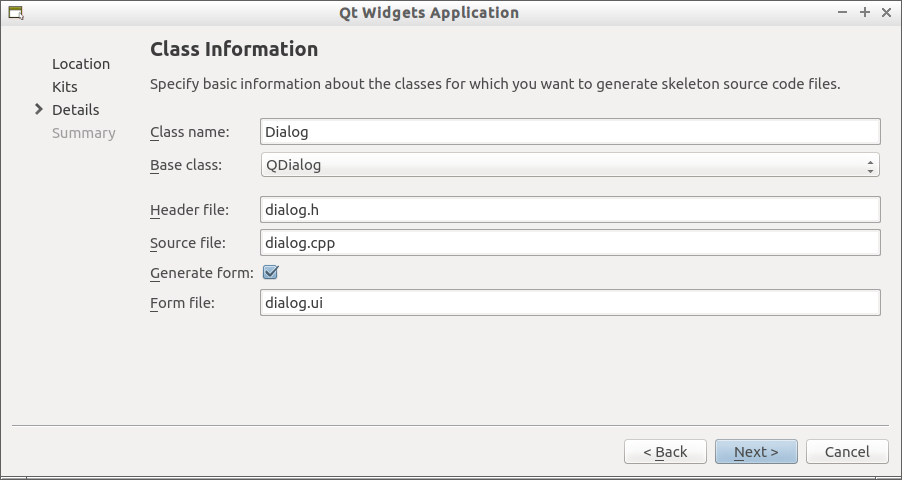 Qt Widgets Application
Location
Kits
Details
Summary
Class Information
Specify basic information about the classes for which you want to generate skeleton source code files.
Class name: Dialog
Base class: QDialog
Header file: dialog.h
Source file: dialog.cpp
Generate form:
Form file: dialog.ui
< Back Next > Cancel